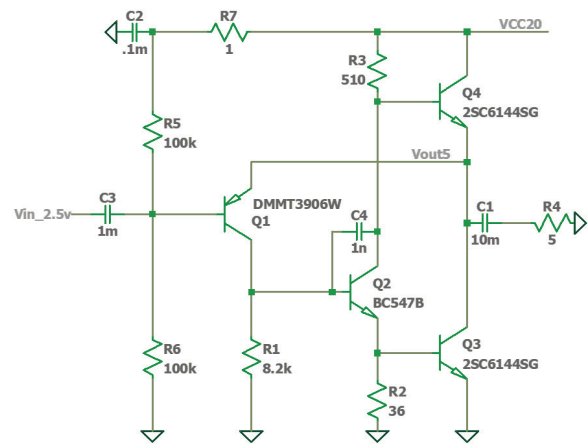 C2
.1m
R7
1
VCC20
R3
510
Q4
2SC6144SG
R5
100k
Vout5
C3
Vin_2.5v
1m
DMMT3906W
Q1
C4
1n
C1
10m
R4
5
Q2
BC547B
R6
100k
R1
8.2k
Q3
2SC6144SG
R2
36